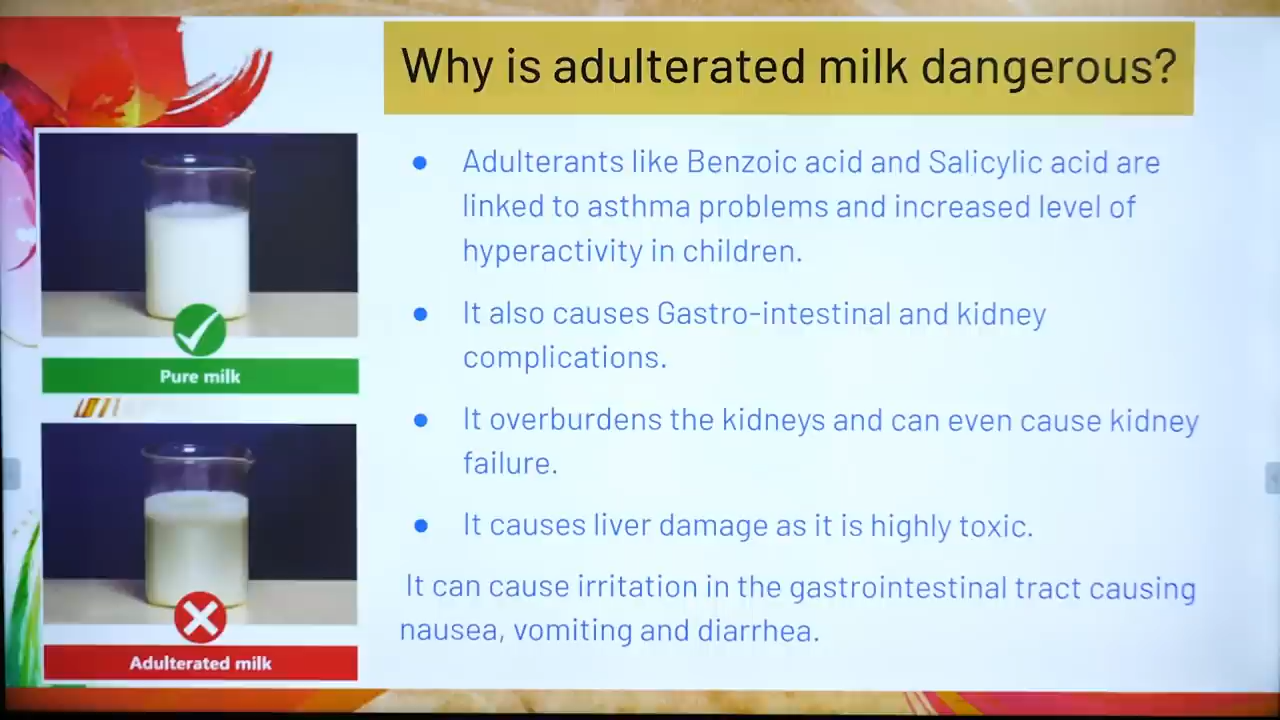 Why is adulterated milk dangerous?
Pure milk
Adulterated milk
● Adulterants like Benzoic acid and Salicylic acid are
linked to asthma problems and increased level of
hyperactivity in children.
● It also causes Gastro-intestinal and kidney
complications.
● It overburdens the kidneys and can even cause kidney
failure.
● It causes liver damage as it is highly toxic.
It can cause irritation in the gastrointestinal tract causing
nausea, vomiting and diarrhea.